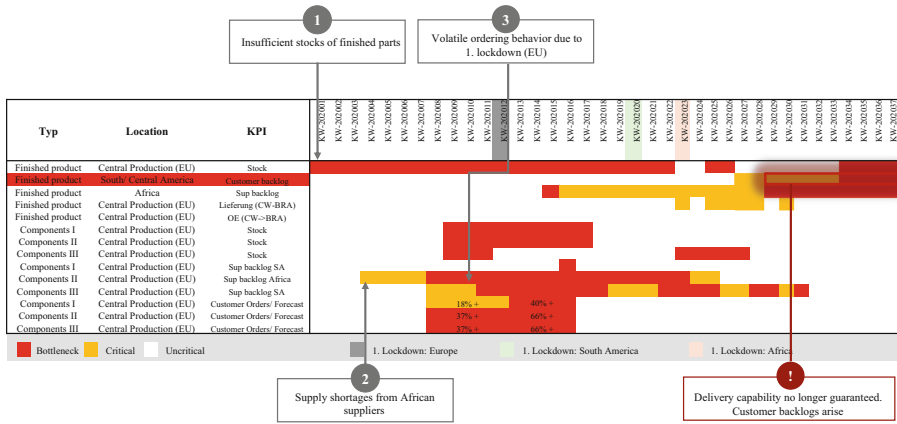 1
Insufficient stocks of finished parts
3
Volatile ordering behavior due to
1. lockdown (EU)
Typ Location KPI
KW-202001
KW-202002
KW-202003
KW-202004
KW-202005
KW-202006
KW-202007
KW-202008
KW-202009
KW-202010
KW-202011
KW-202012
KW-202013
KW-202014
KW-202015
KW-202016
KW-202017
KW-202018
KW-202019
KW-202020
KW-202021
KW-202022
KW-202023
KW-202024
KW-202025
KW-202026
KW-202027
KW-202028
KW-202029
KW-202030
KW-202031
KW-202032
KW-202033
KW-202034
KW-202035
KW-202036
KW-202037
Finished product Central Production (EU) Stock
Finished product South/ Central America Customer backlog
Finished product Africa Sup backlog
Finished product Central Production (EU) Lieferung (CW-BRA)
Finished product Central Production (EU) OE (CW->BRA)
Components I Central Production (EU) Stock
Components II Central Production (EU) Stock
Components III Central Production (EU) Stock
Components I Central Production (EU) Sup backlog SA
Components II Central Production (EU) Sup backlog Africa
Components III Central Production (EU) Sup backlog SA
Components I Central Production (EU) Customer Orders/ Forecast 18% + 40% +
Components II Central Production (EU) Customer Orders/ Forecast 37% + 66% +
Components III Central Production (EU) Customer Orders/ Forecast 37% + 66% +
Bottleneck Critical Uncritical 1. Lockdown: Europe 1. Lockdown: South America 1. Lockdown: Africa
2
Supply shortages from African
suppliers
!
Delivery capability no longer guaranteed.
Customer backlogs arise